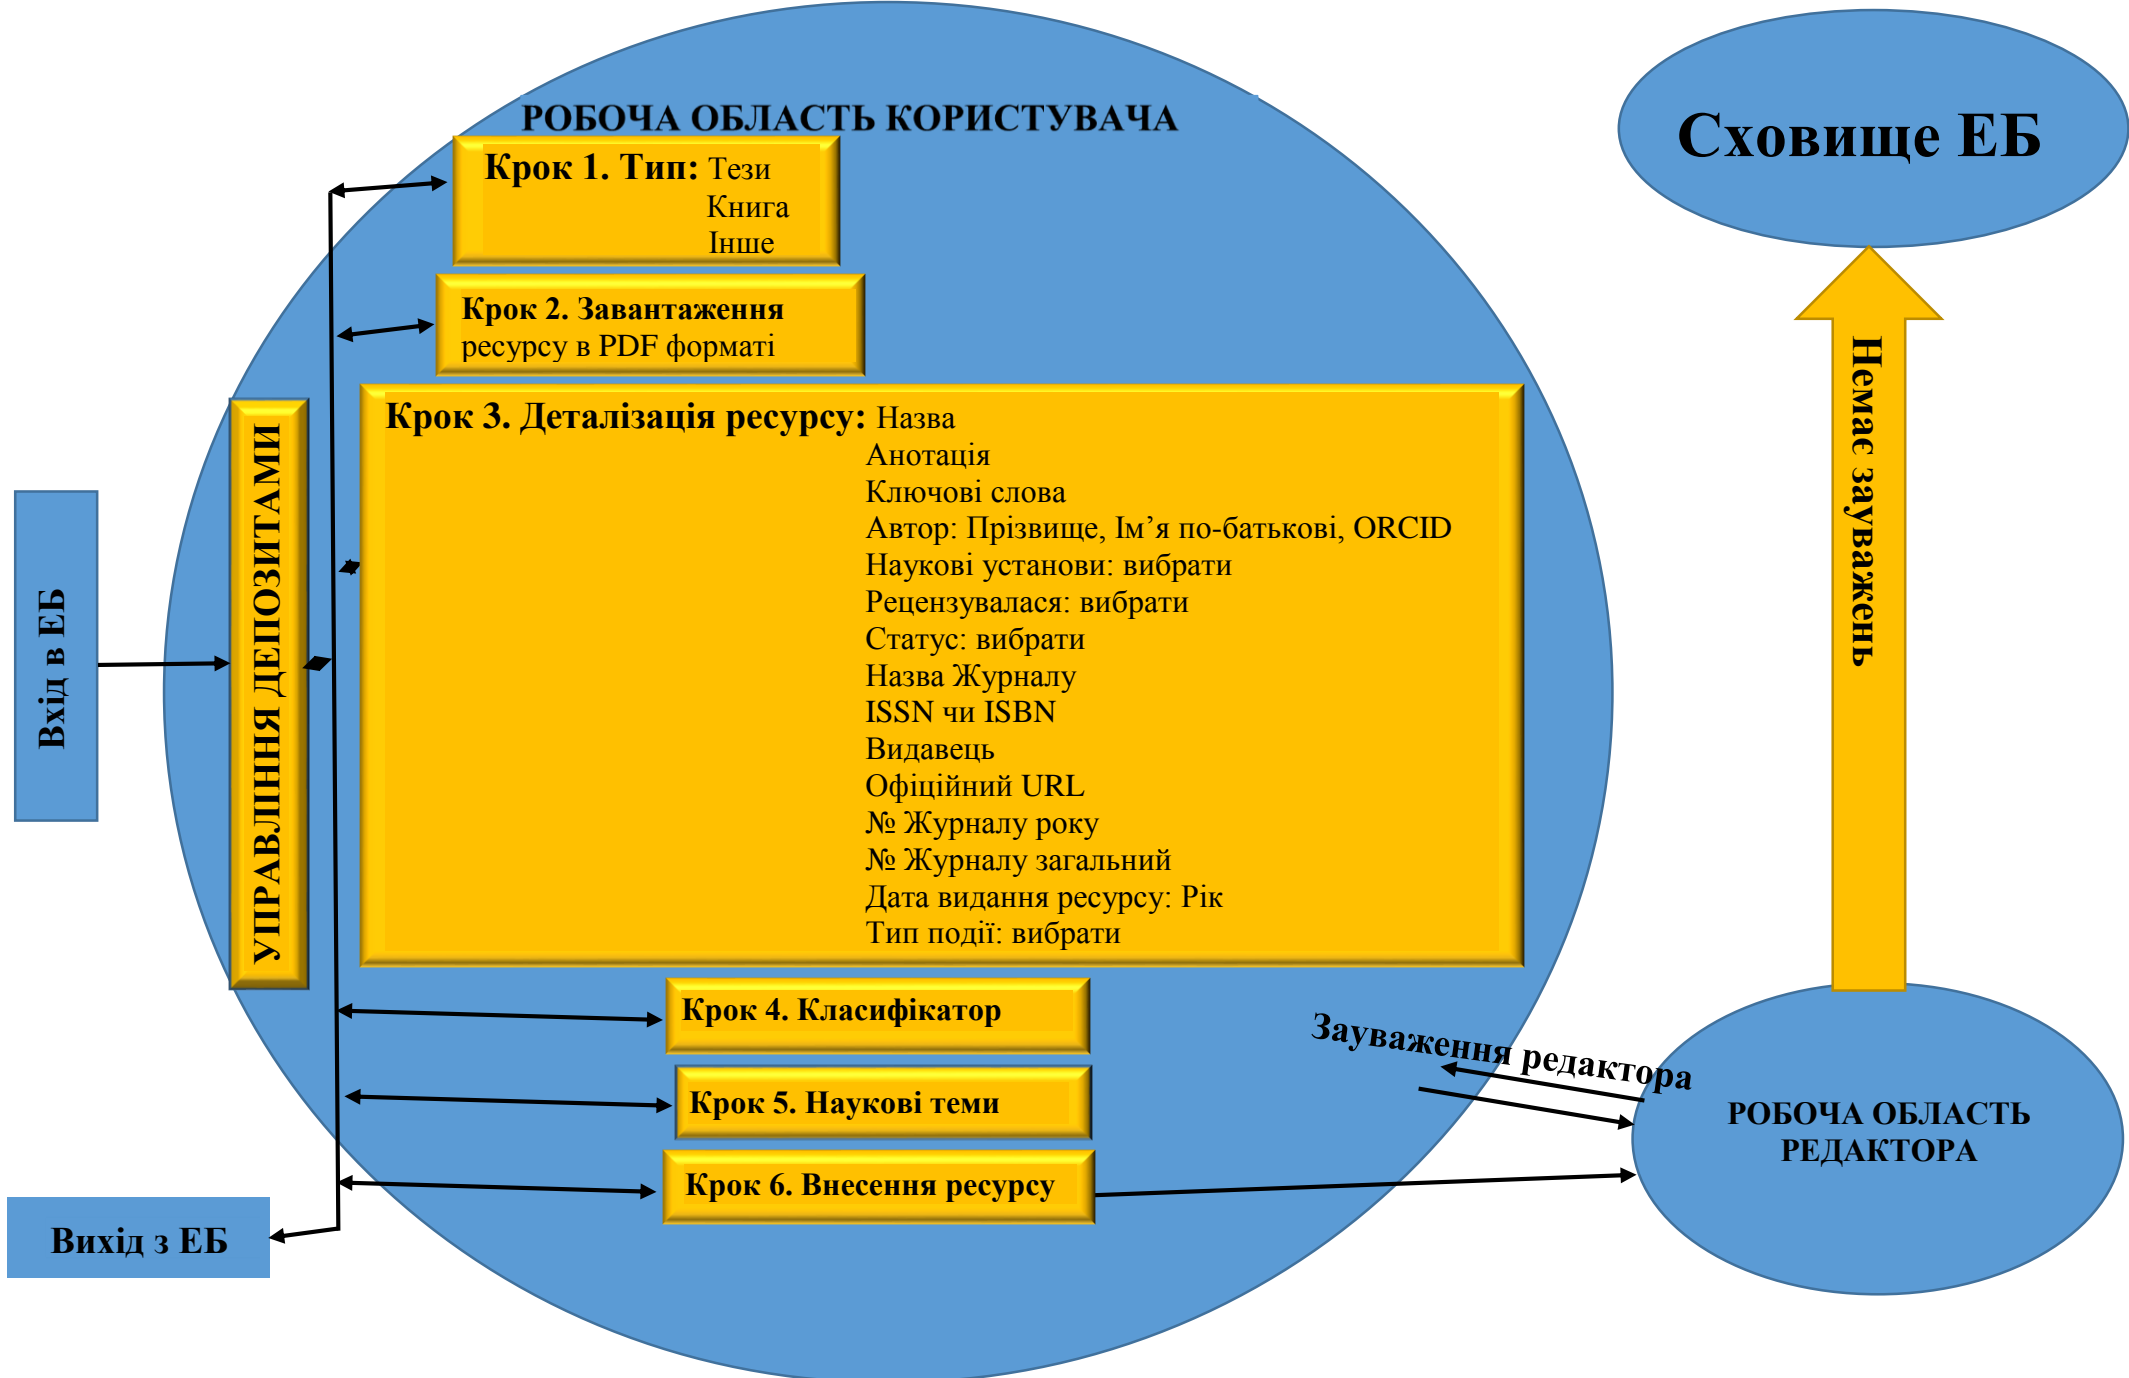 РОБОЧА ОБЛАСТЬ КОРИСТУВАЧА
Крок 1. Тип: Тези
Книга
Інше
Крок 2. Завантаження
ресурсу в PDF форматі
Крок 3. Деталізація ресурсу: Назва
Анотація
Ключові слова
Автор: Прізвище, Ім’я по-батькові, ORCID
Наукові установи: вибрати
Рецензувалася: вибрати
Статус: вибрати
Назва Журналу
ISSN чи ISBN
Видавець
Офіційний URL
№ Журналу року
№ Журналу загальний
Дата видання ресурсу: Рік
Тип події: вибрати
Крок 4. Класифікатор
Крок 5. Наукові теми
Крок 6. Внесення ресурсу
УПРАВЛІННЯ ДЕПОЗИТАМИ
Вхід в ЕБ
Вихід з ЕБ
Зауваження редактора
РОБОЧА ОБЛАСТЬ
РЕДАКТОРА
Немає зауважень
Сховище ЕБ